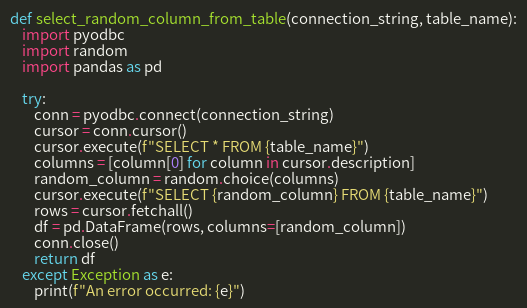 def select_random_column_from_table(connection_string, table_name):
    import pyodbc
    import random
    import pandas as pd

    try:
        conn = pyodbc.connect(connection_string)
        cursor = conn.cursor()
        cursor.execute(f"SELECT * FROM {table_name}")
        columns = [column[0] for column in cursor.description]
        random_column = random.choice(columns)
        cursor.execute(f"SELECT {random_column} FROM {table_name}")
        rows = cursor.fetchall()
        df = pd.DataFrame(rows, columns=[random_column])
        conn.close()
        return df
    except Exception as e:
        print(f"An error occurred: {e}")